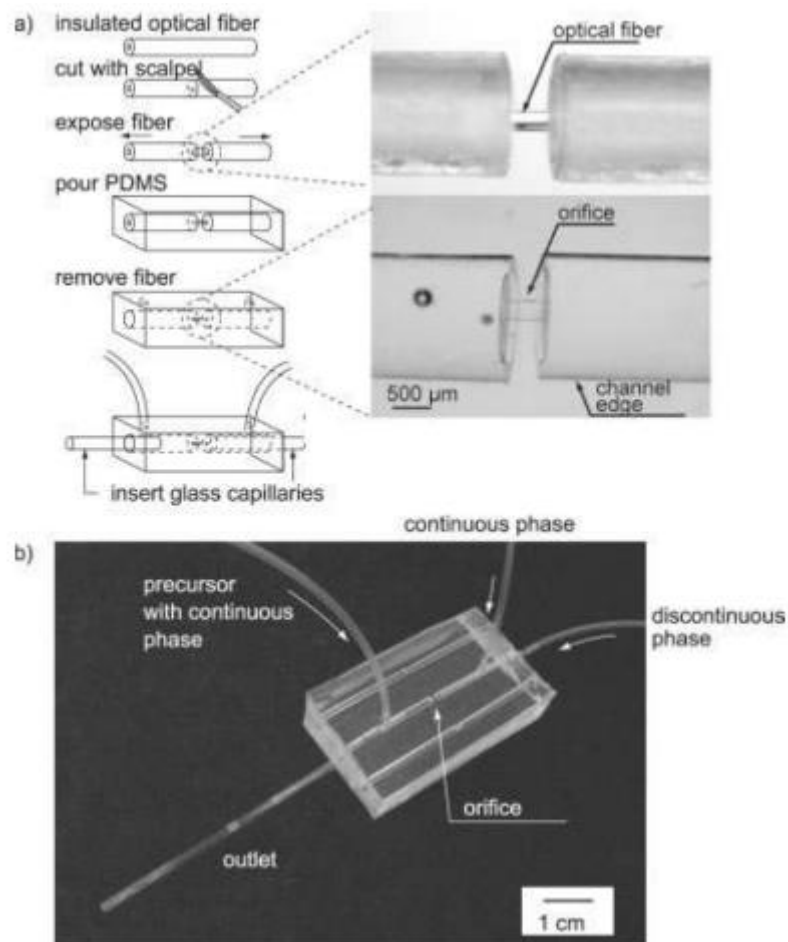 a)
insulated optical fiber
cut with scalpel
expose fiber
pour PDMS
remove fiber
insert glass capillaries
optical fiber
orifice
500 µm
channel
edge
b)
continuous phase
precursor
with continuous
phase
discontinuous
phase
orifice
outlet
1 cm